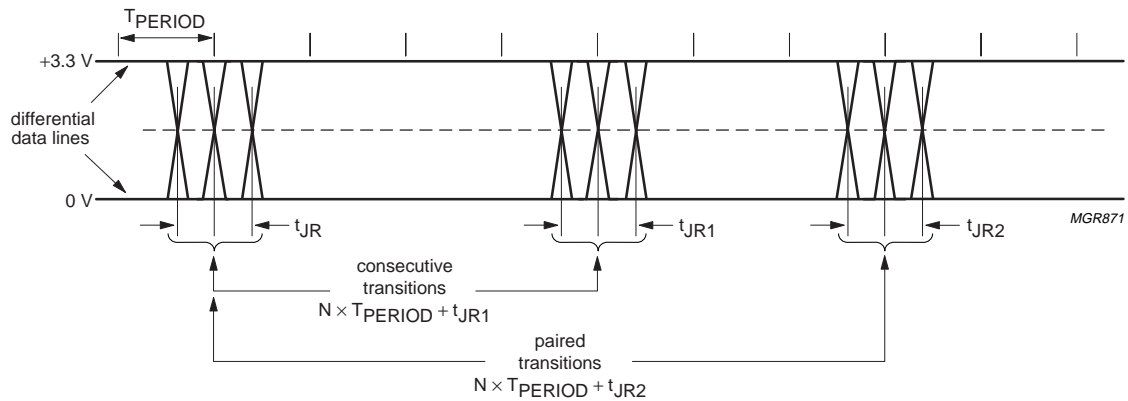 TPERIOD
+3.3 V
differential
data lines
0 V
tJR
tJR1
tJR2
MGR871
consecutive
transitions
N × TPERIOD + tJR1
paired
transitions
N × TPERIOD + tJR2